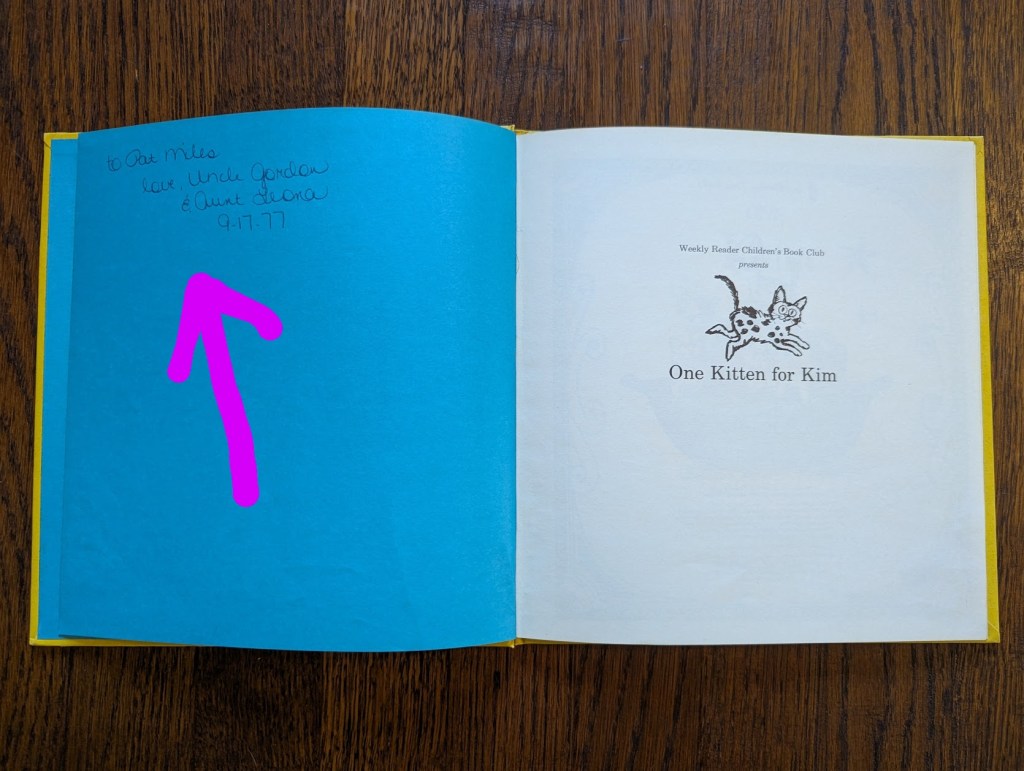 to Pat Miles
love, Uncle Gordon
& Aunt Leona
9-17-77
Weekly Reader Children's Book Club
presents
One Kitten for Kim